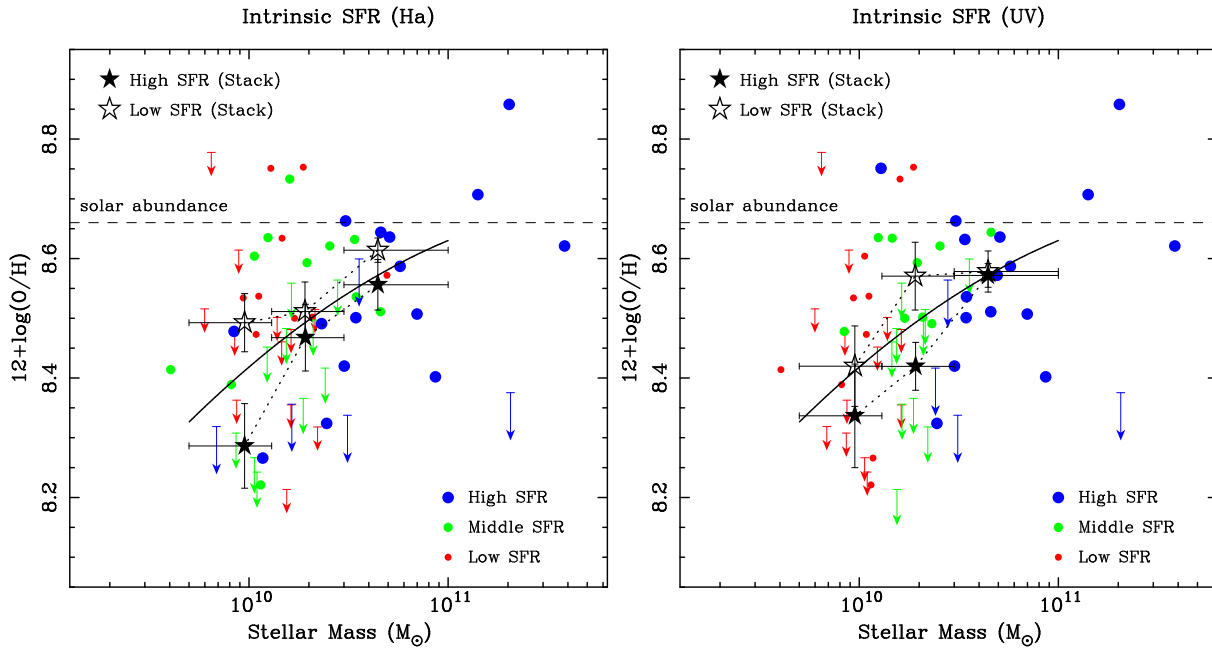 Intrinsic SFR (Ha)
High SFR (Stack)
Low SFR (Stack)
solar abundance
12+log(O/H)
8.8
8.6
8.4
8.2
High SFR
Middle SFR
Low SFR
10^10
10^11
Stellar Mass (M⊙)
Intrinsic SFR (UV)
High SFR (Stack)
Low SFR (Stack)
solar abundance
12+log(O/H)
8.8
8.6
8.4
8.2
High SFR
Middle SFR
Low SFR
10^10
10^11
Stellar Mass (M⊙)